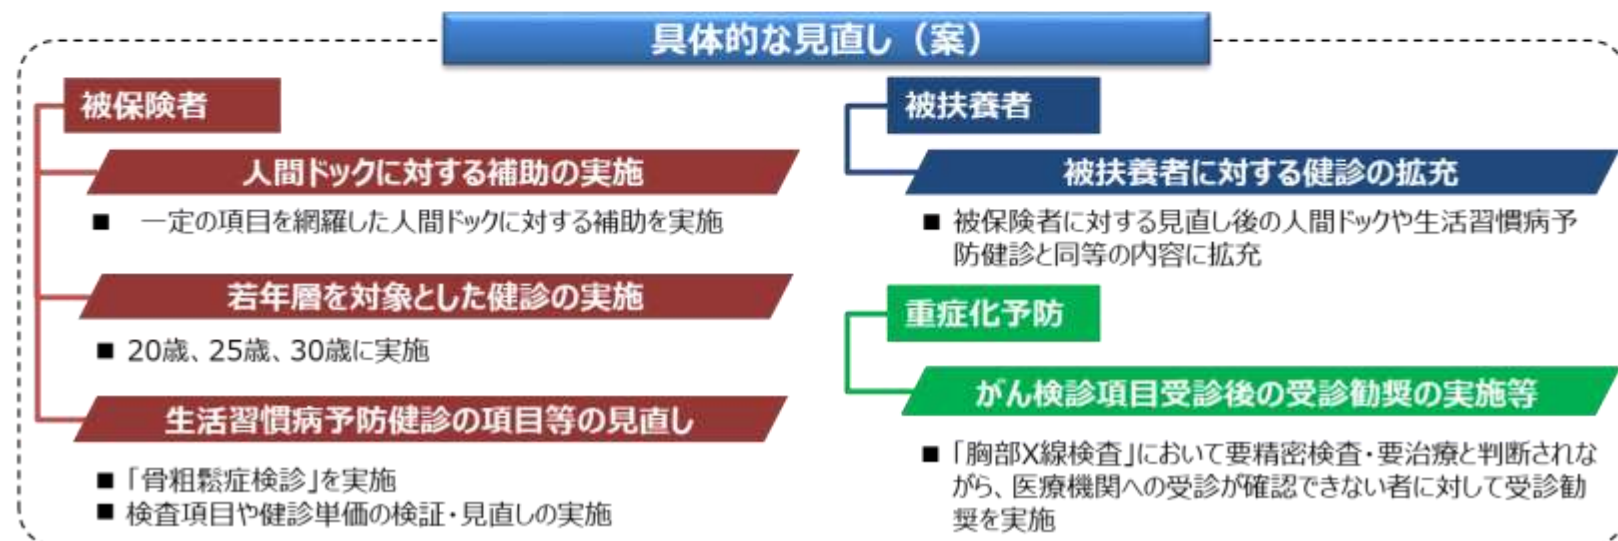 具体的な見直し（案）
被保険者
人間ドックに対する補助の実施
■ 一定の項目を網羅した人間ドックに対する補助を実施
若年層を対象とした健診の実施
■ 20歳、25歳、30歳に実施
生活習慣病予防健診の項目等の見直し
■ 「骨粗鬆症検診」を実施
■ 検査項目や健診単価の検証・見直しの実施
被扶養者
被扶養者に対する健診の拡充
■ 被保険者に対する見直し後の人間ドックや生活習慣病予
防健診と同等の内容に拡充
重症化予防
がん検診項目受診後の受診勧奨の実施等
■ 「胸部X線検査」において要精密検査・要治療と判断されな
がら、医療機関への受診が確認できない者に対して受診勧
奨を実施